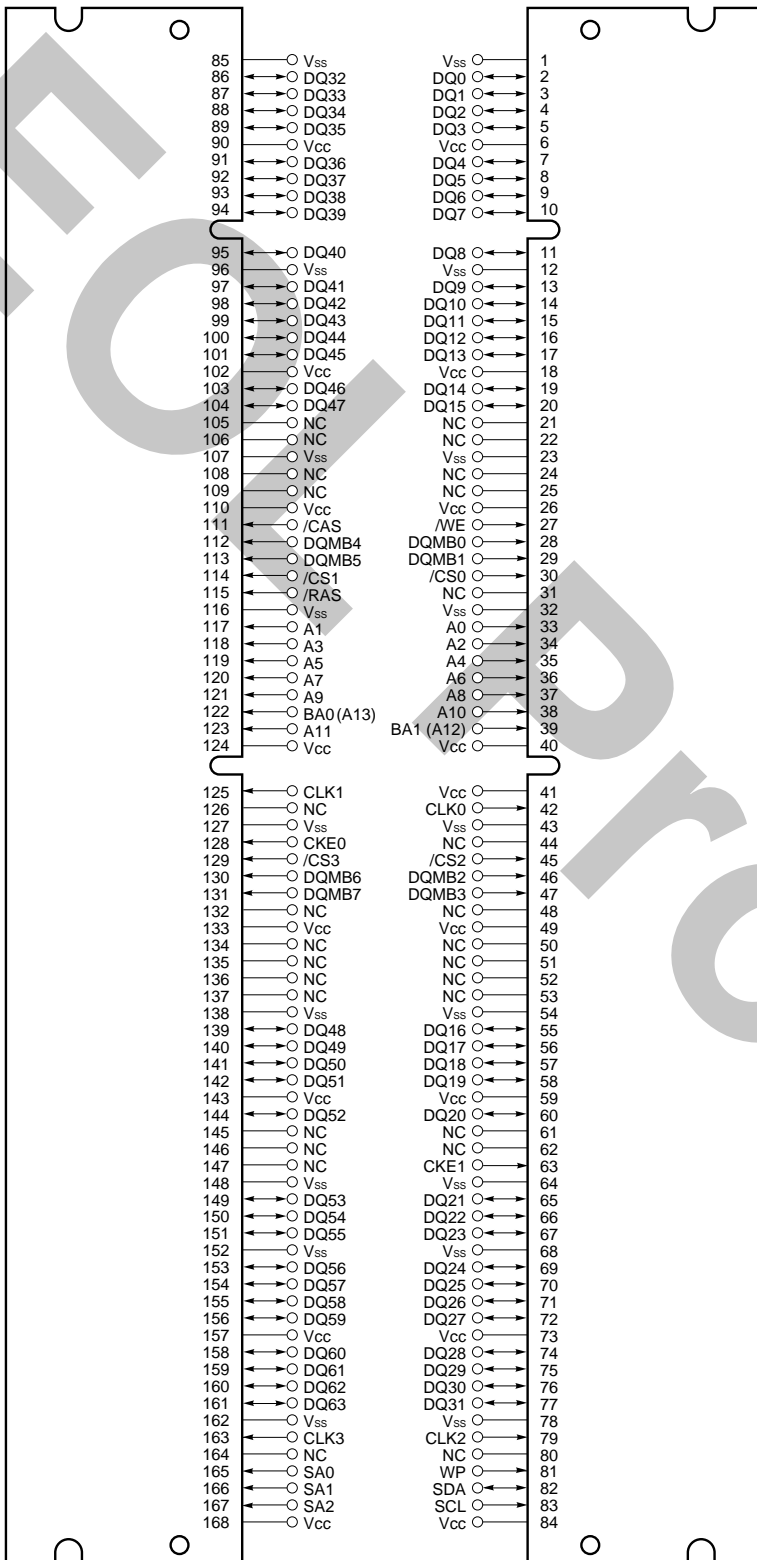 85 Vss Vss 1
86 DQ32 DQ0 2
87 DQ33 DQ1 3
88 DQ34 DQ2 4
89 DQ35 DQ3 5
90 Vcc Vcc 6
91 DQ36 DQ4 7
92 DQ37 DQ5 8
93 DQ38 DQ6 9
94 DQ39 DQ7 10
95 DQ40 DQ8 11
96 Vss Vss 12
97 DQ41 DQ9 13
98 DQ42 DQ10 14
99 DQ43 DQ11 15
100 DQ44 DQ12 16
101 DQ45 DQ13 17
102 Vcc Vcc 18
103 DQ46 DQ14 19
104 DQ47 DQ15 20
105 NC NC 21
106 NC NC 22
107 Vss Vss 23
108 NC NC 24
109 NC NC 25
110 Vcc Vcc 26
111 /CAS /WE 27
112 DQMB4 DQMB0 28
113 DQMB5 DQMB1 29
114 /CS1 /CS0 30
115 /RAS NC 31
116 Vss Vss 32
117 A1 A0 33
118 A3 A2 34
119 A5 A4 35
120 A7 A6 36
121 A9 A8 37
122 BA0 (A13) A10 38
123 A11 BA1 (A12) 39
124 Vcc Vcc 40
125 CLK1 Vcc 41
126 NC CLK0 42
127 Vss Vss 43
128 CKE0 NC 44
129 /CS3 /CS2 45
130 DQMB6 DQMB2 46
131 DQMB7 DQMB3 47
132 NC NC 48
133 Vcc Vcc 49
134 NC NC 50
135 NC NC 51
136 NC NC 52
137 NC NC 53
138 Vss Vss 54
139 DQ48 DQ16 55
140 DQ49 DQ17 56
141 DQ50 DQ18 57
142 DQ51 DQ19 58
143 Vcc Vcc 59
144 DQ52 DQ20 60
145 NC NC 61
146 NC NC 62
147 NC CKE1 63
148 Vss Vss 64
149 DQ53 DQ21 65
150 DQ54 DQ22 66
151 DQ55 DQ23 67
152 Vss Vss 68
153 DQ56 DQ24 69
154 DQ57 DQ25 70
155 DQ58 DQ26 71
156 DQ59 DQ27 72
157 Vcc Vcc 73
158 DQ60 DQ28 74
159 DQ61 DQ29 75
160 DQ62 DQ30 76
161 DQ63 DQ31 77
162 Vss Vss 78
163 CLK3 CLK2 79
164 NC NC 80
165 SA0 WP 81
166 SA1 SDA 82
167 SA2 SCL 83
168 Vcc Vcc 84